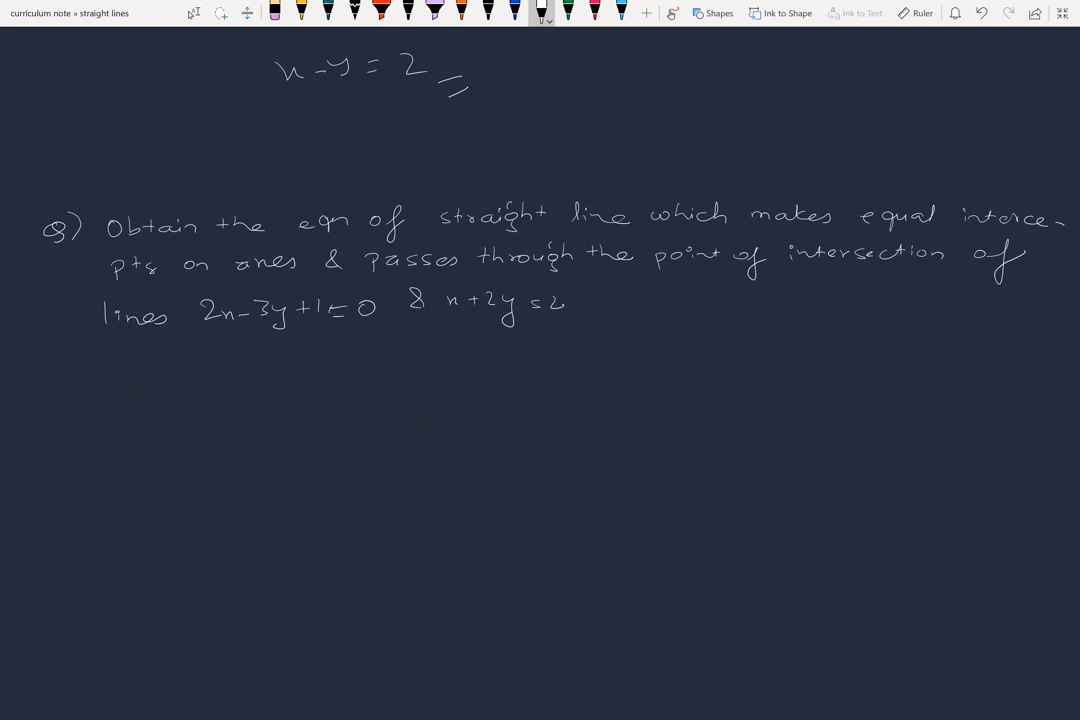 curriculum note » straight lines
Shapes Ink to Shape Ink to Text Ruler
x - y = 2
Q) Obtain the eqn of straight line which makes equal interce-
pts on axes & passes through the point of intersection of
lines 2x - 3y + 1 = 0 & x + 2y = 2